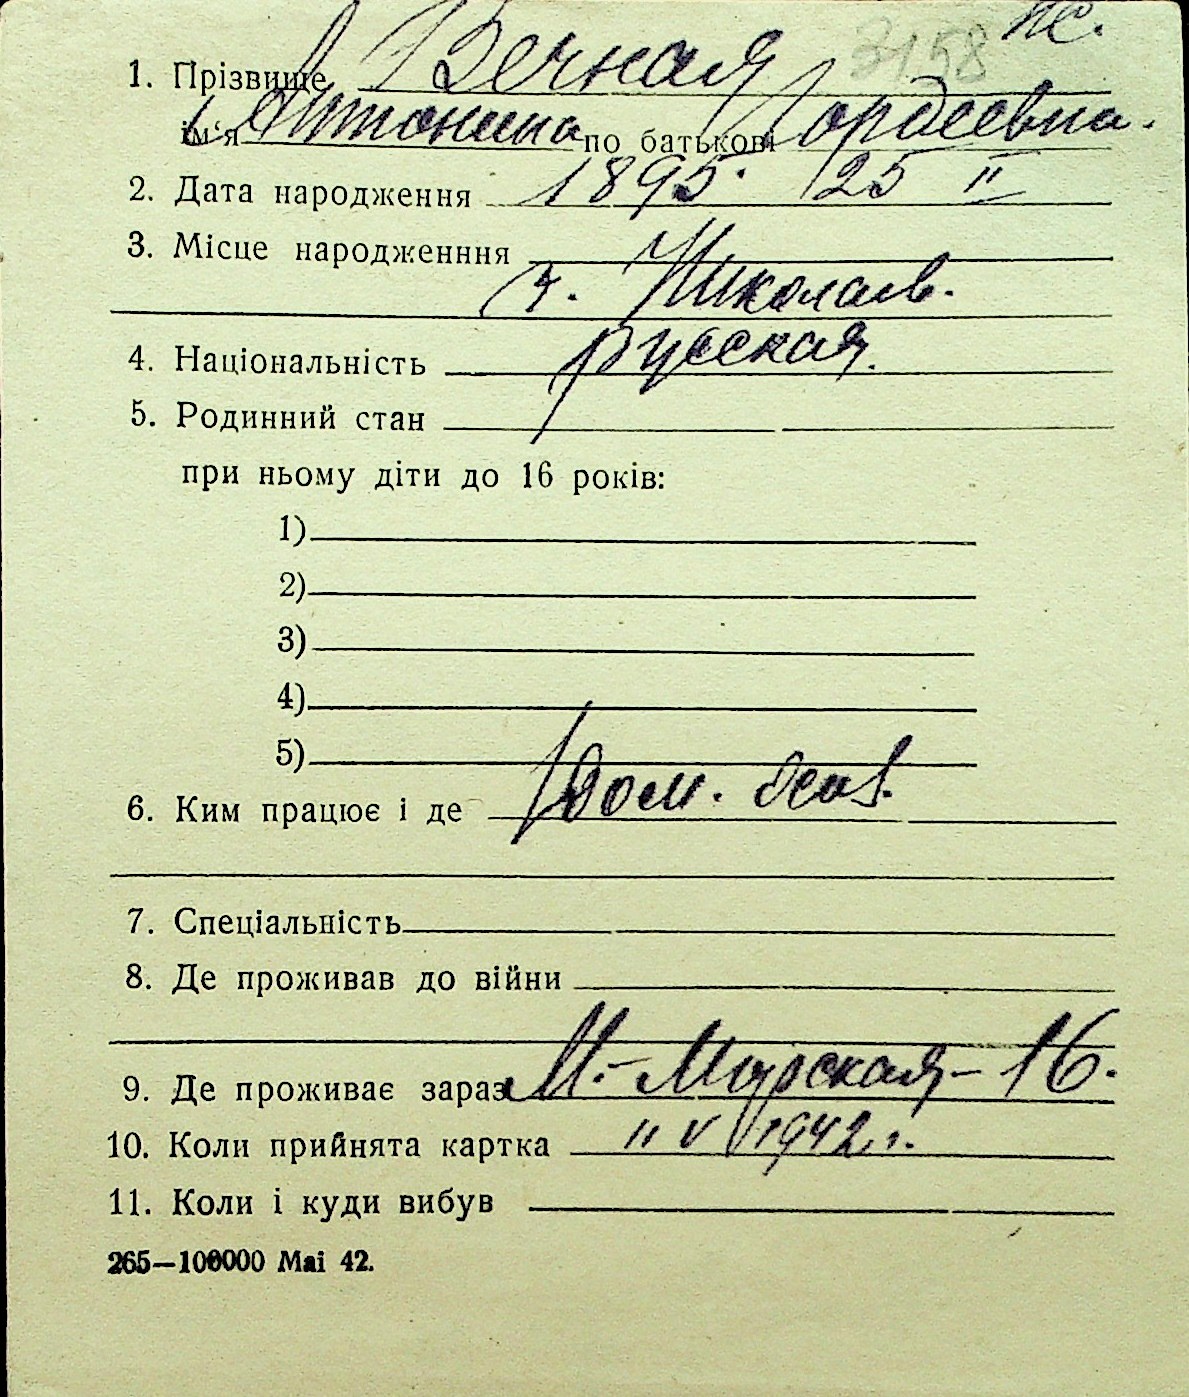 3158 пс.
1. Прізвище Вечная
ім'я Антонина по батькові Гордеевна.
2. Дата народження 1895. 25 II
3. Місце народженння
г. Николаев.
4. Національність русская.
5. Родинний стан
при ньому діти до 16 років:
1)
2)
3)
4)
5)
6. Ким працює і де Дом. хоз.
7. Спеціальність
8. Де проживав до війни
9. Де проживає зараз М.-Морская-16.
10. Коли прийнята картка 11 V 1942 г.
11. Коли і куди вибув
265—100000 Mai 42.